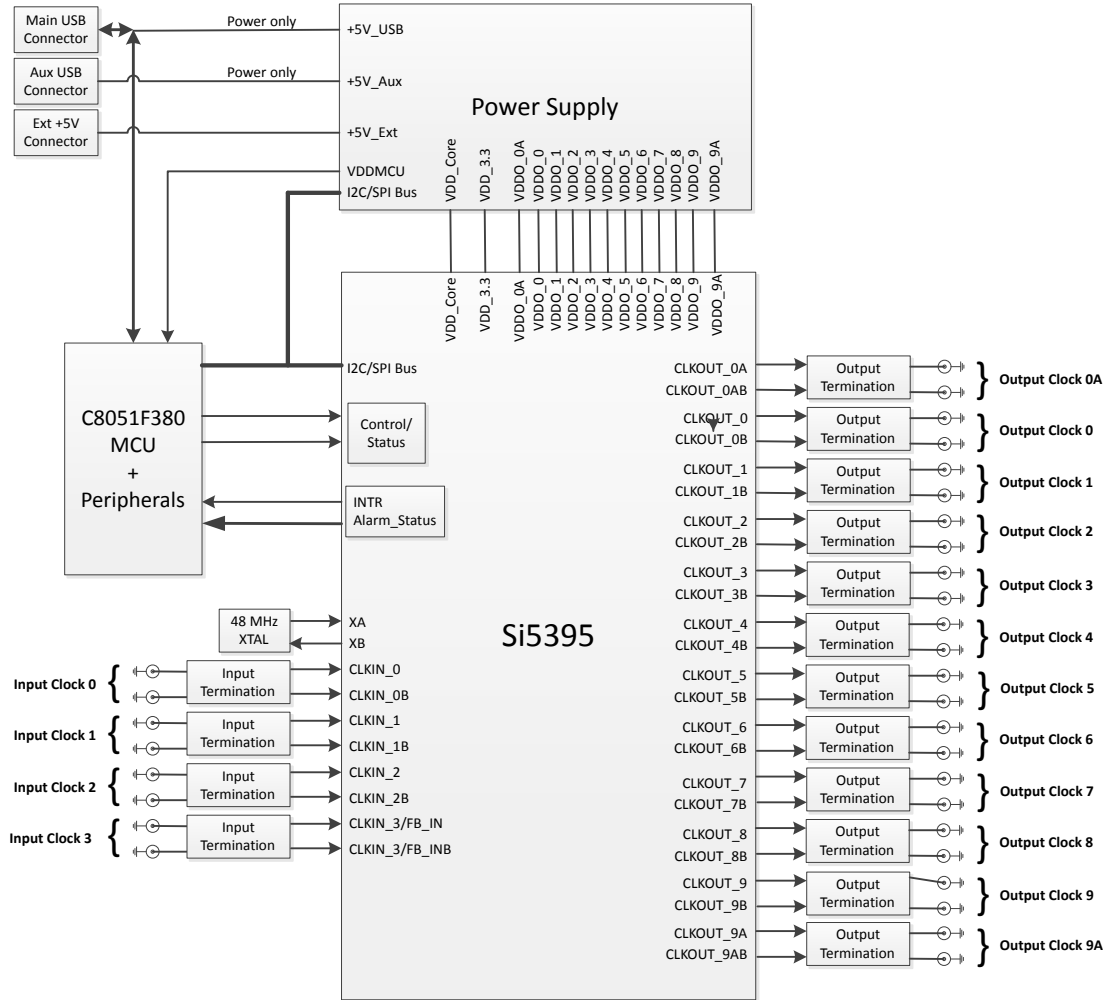 Main USB
Connector
Power only
+5V_USB
Aux USB
Connector
Power only
+5V_Aux
Ext +5V
Connector
+5V_Ext
Power Supply
VDDMCU
I2C/SPI Bus
VDD_Core
VDD_3.3
VDDO_0A
VDDO_0
VDDO_1
VDDO_2
VDDO_3
VDDO_4
VDDO_5
VDDO_6
VDDO_7
VDDO_8
VDDO_9
VDDO_9A
VDD_Core
VDD_3.3
VDDO_0A
VDDO_0
VDDO_1
VDDO_2
VDDO_3
VDDO_4
VDDO_5
VDDO_6
VDDO_7
VDDO_8
VDDO_9
VDDO_9A
C8051F380
MCU
+
Peripherals
I2C/SPI Bus
Control/
Status
INTR
Alarm_Status
48 MHz
XTAL
XA
XB
Si5395
Input Clock 0
Input
Termination
CLKIN_0
CLKIN_0B
Input Clock 1
Input
Termination
CLKIN_1
CLKIN_1B
Input Clock 2
Input
Termination
CLKIN_2
CLKIN_2B
Input Clock 3
Input
Termination
CLKIN_3/FB_IN
CLKIN_3/FB_INB
CLKOUT_0A
CLKOUT_0AB
Output
Termination
Output Clock 0A
CLKOUT_0
CLKOUT_0B
Output
Termination
Output Clock 0
CLKOUT_1
CLKOUT_1B
Output
Termination
Output Clock 1
CLKOUT_2
CLKOUT_2B
Output
Termination
Output Clock 2
CLKOUT_3
CLKOUT_3B
Output
Termination
Output Clock 3
CLKOUT_4
CLKOUT_4B
Output
Termination
Output Clock 4
CLKOUT_5
CLKOUT_5B
Output
Termination
Output Clock 5
CLKOUT_6
CLKOUT_6B
Output
Termination
Output Clock 6
CLKOUT_7
CLKOUT_7B
Output
Termination
Output Clock 7
CLKOUT_8
CLKOUT_8B
Output
Termination
Output Clock 8
CLKOUT_9
CLKOUT_9B
Output
Termination
Output Clock 9
CLKOUT_9A
CLKOUT_9AB
Output
Termination
Output Clock 9A